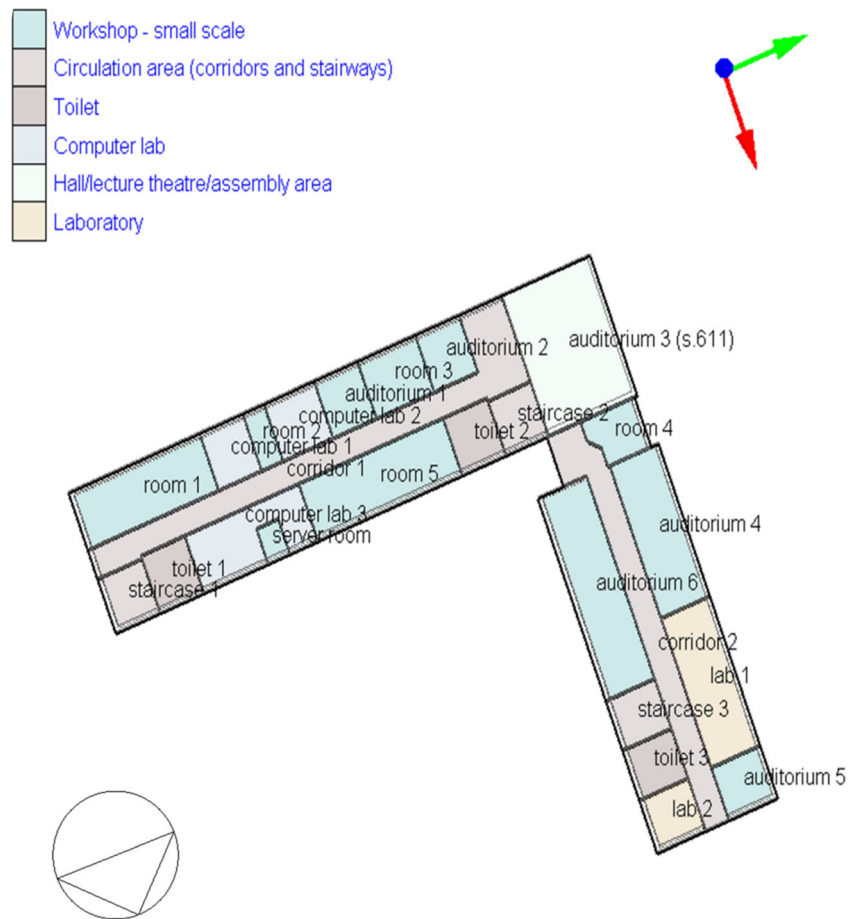 Workshop - small scale
Circulation area (corridors and stairways)
Toilet
Computer lab
Hall/lecture theatre/assembly area
Laboratory
auditorium 3 (s.611)
auditorium 2
room 3
auditorium 1
computer lab 2
staircase 2
room 4
toilet 2
room 2
computer lab 1
corridor 1
room 5
room 1
computer lab 3
server room
auditorium 4
toilet 1
staircase 1
auditorium 6
corridor 2
lab 1
staircase 3
toilet 3
auditorium 5
lab 2